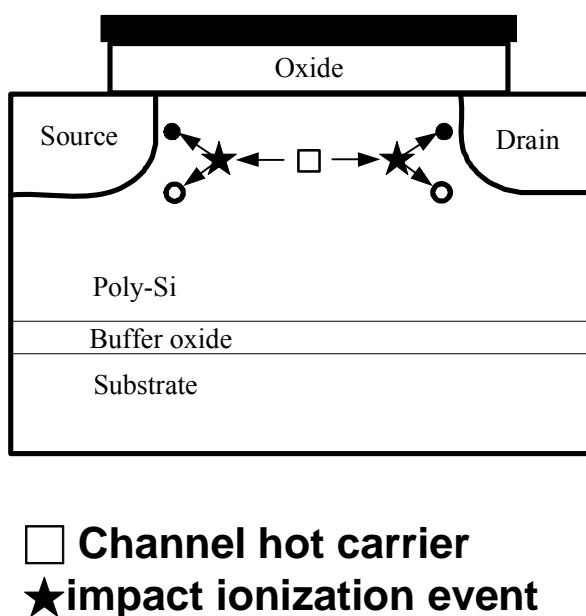 Oxide
Source
Drain
Poly-Si
Buffer oxide
Substrate
Channel hot carrier
impact ionization event